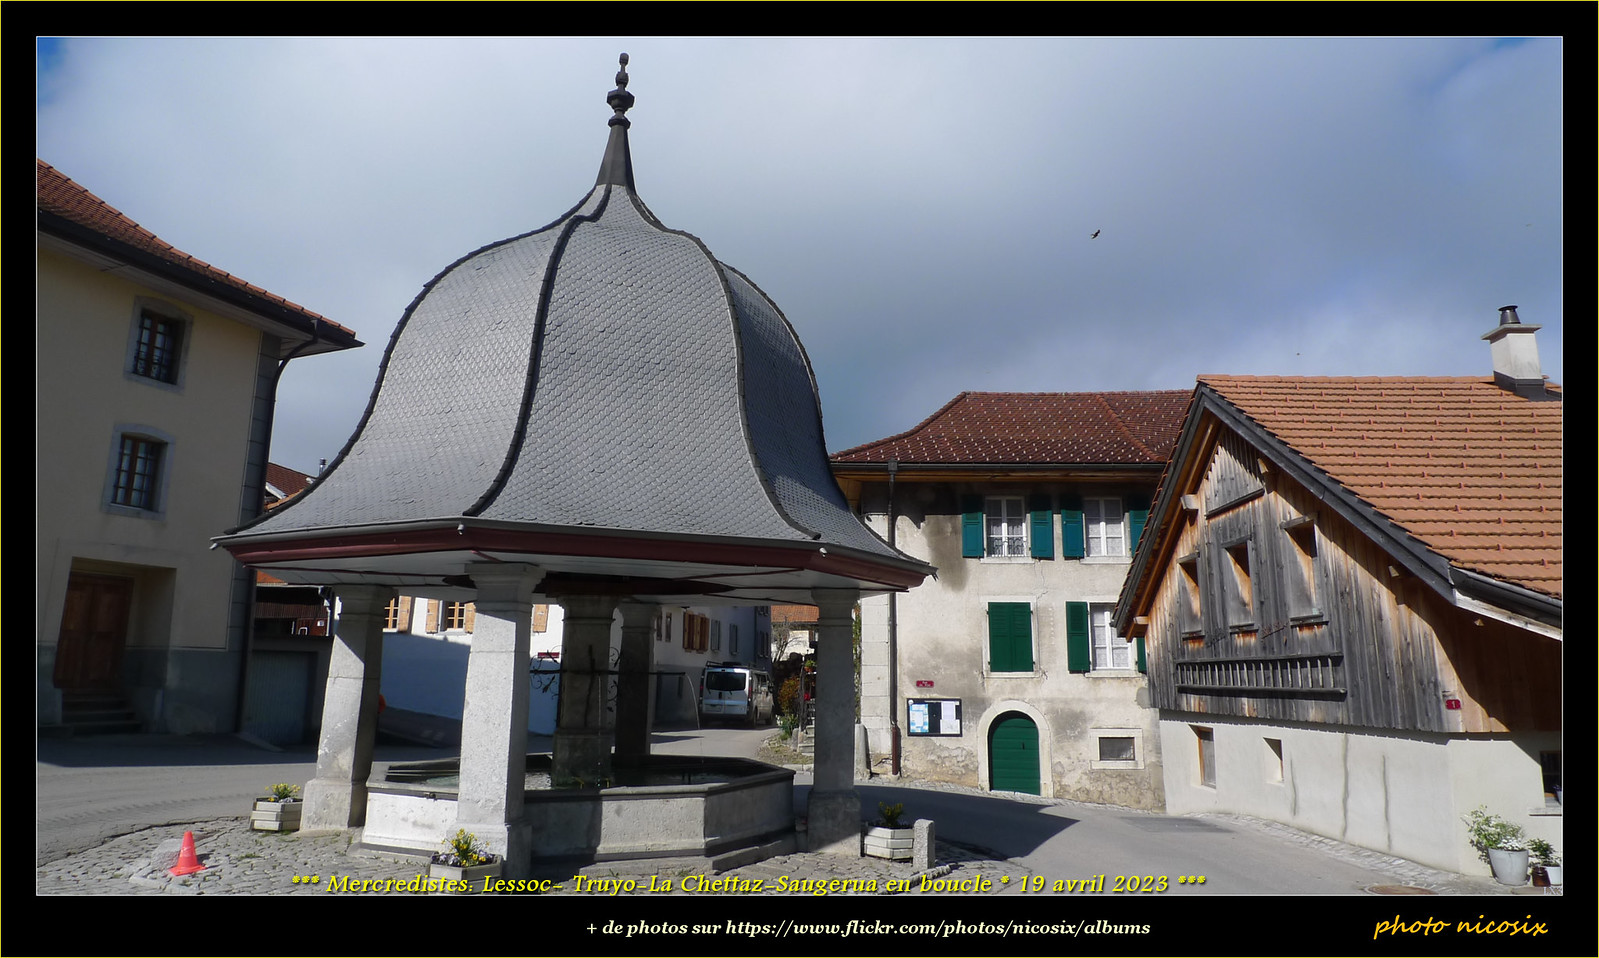 *** Mercredistes: Lessoc- Truyo-La Chettaz-Saugerua en boucle * 19 avril 2023 ***
+ de photos sur https://www.flickr.com/photos/nicosix/albums
photo nicosix
1